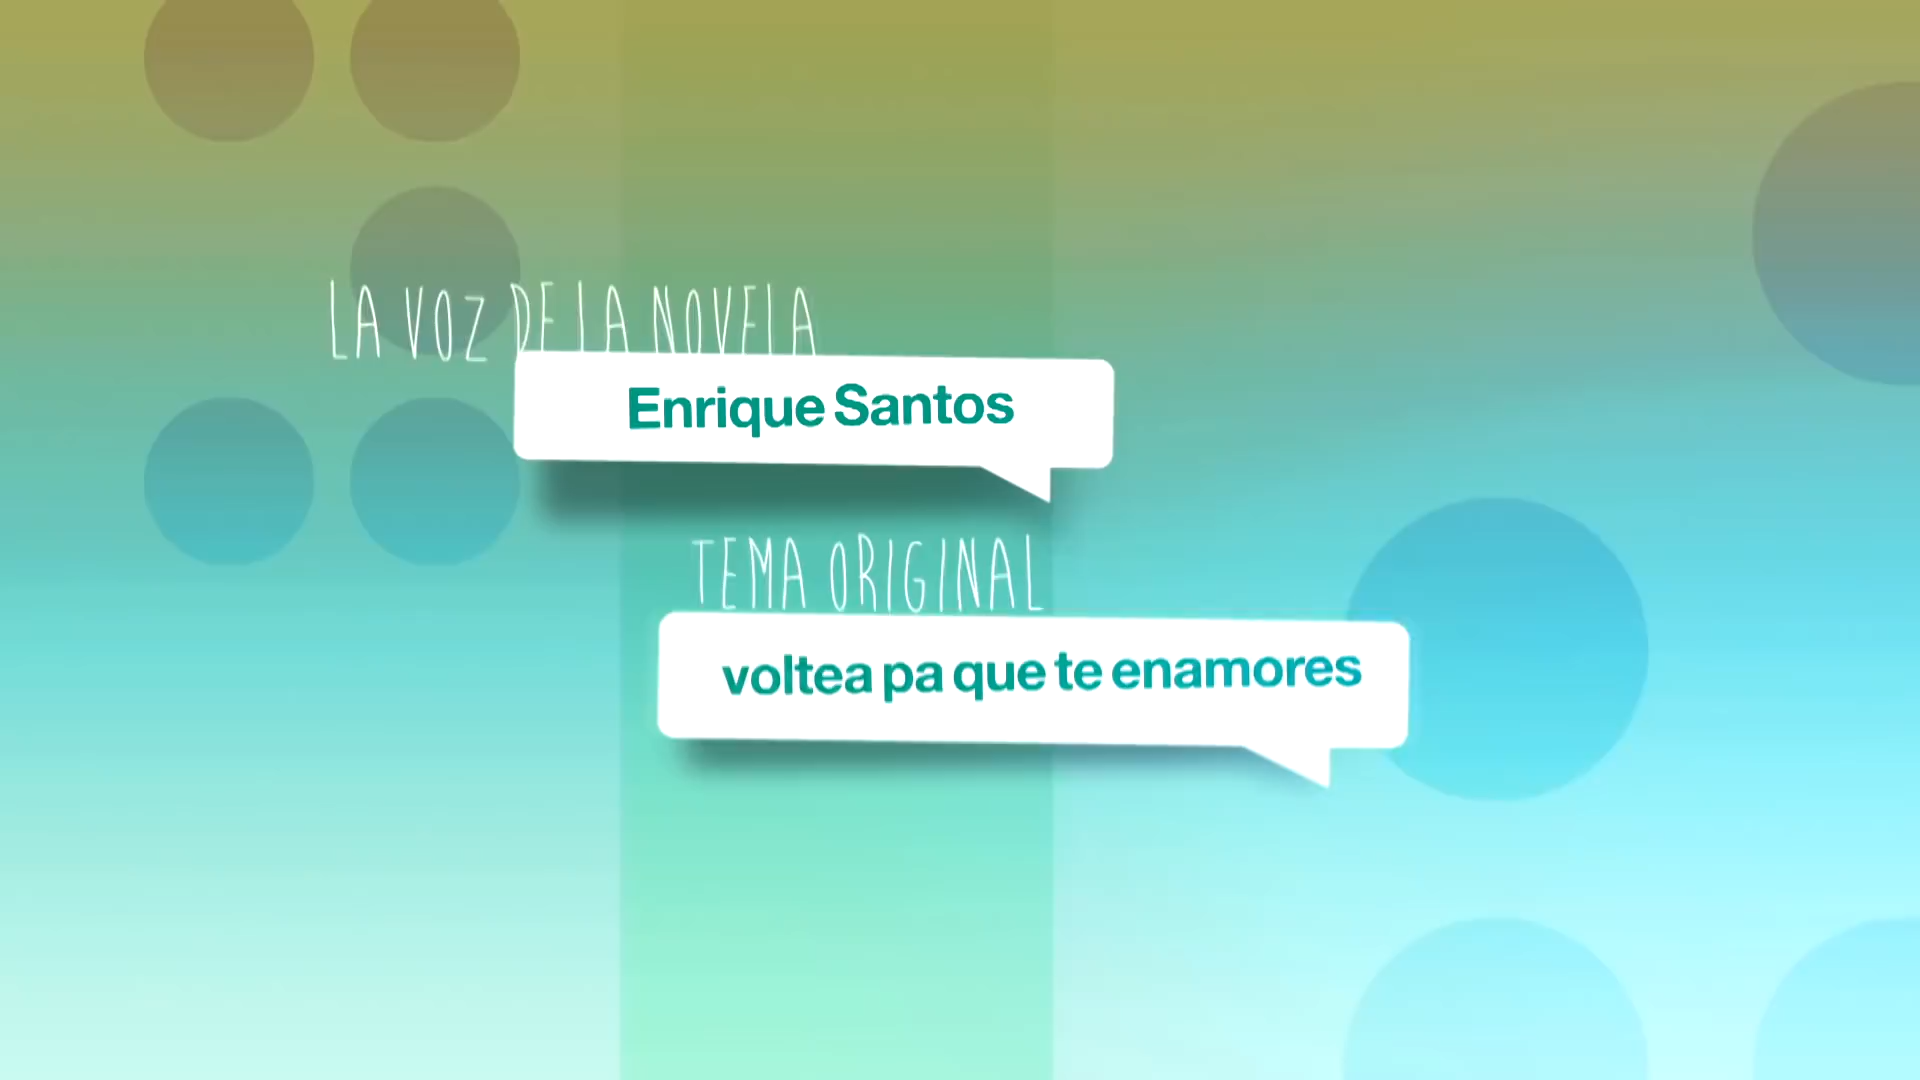 LA VOZ DE LA NOVELA
Enrique Santos
TEMA ORIGINAL
voltea pa que te enamores